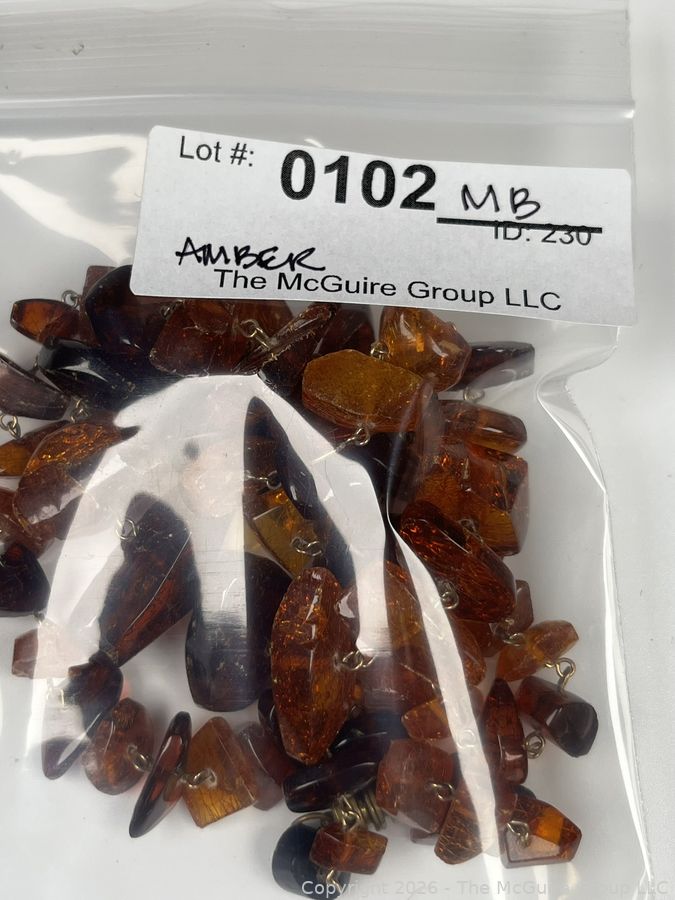 Lot #: 0102 MB
ID: 230
AMBER
The McGuire Group LLC
Copyright 2026 - The McGuire Group LLC